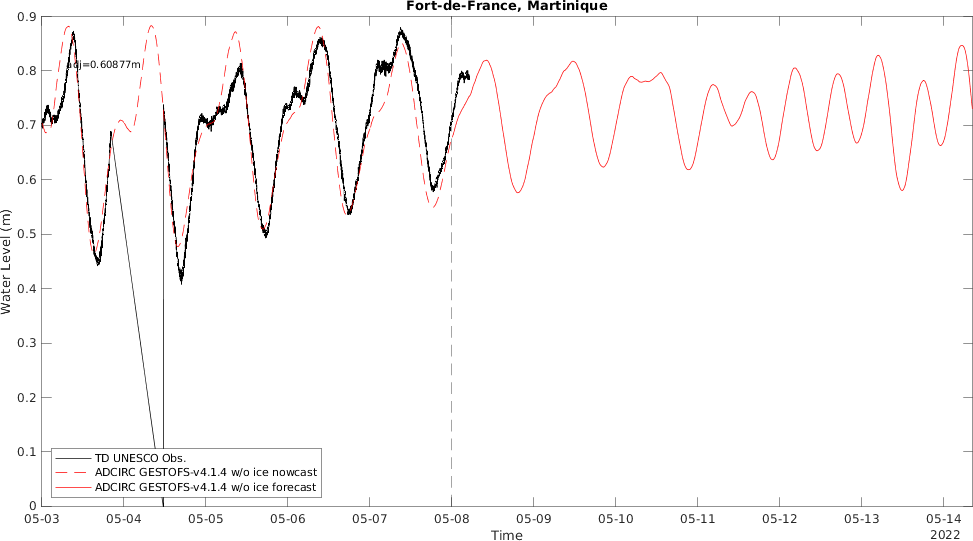 Fort-de-France, Martinique
0.9
0.8
0.7
0.6
0.5
0.4
0.3
0.2
0.1
0
Water Level (m)
adj=0.60877m
TD UNESCO Obs.
ADCIRC GESTOFS-v4.1.4 w/o ice nowcast
ADCIRC GESTOFS-v4.1.4 w/o ice forecast
05-03 05-04 05-05 05-06 05-07 05-08 05-09 05-10 05-11 05-12 05-13 05-14
Time
2022